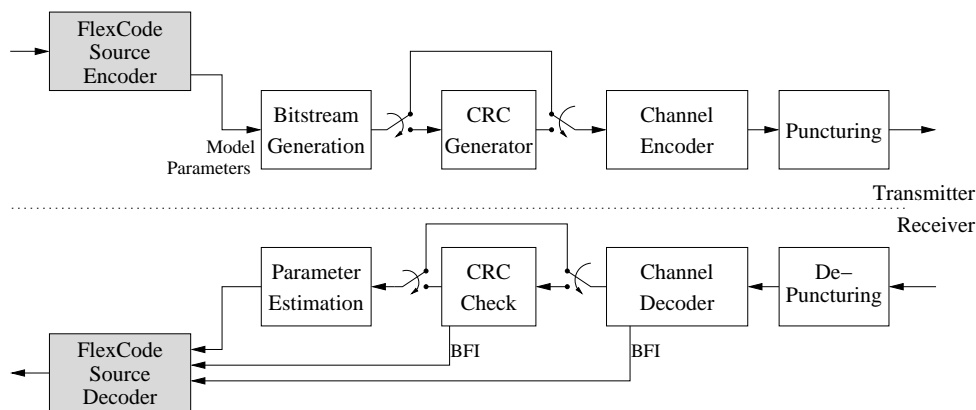 FlexCode
Source
Encoder
Model
Parameters
Bitstream
Generation
CRC
Generator
Channel
Encoder
Puncturing
Transmitter
Receiver
Parameter
Estimation
CRC
Check
Channel
Decoder
De−
Puncturing
BFI
BFI
FlexCode
Source
Decoder